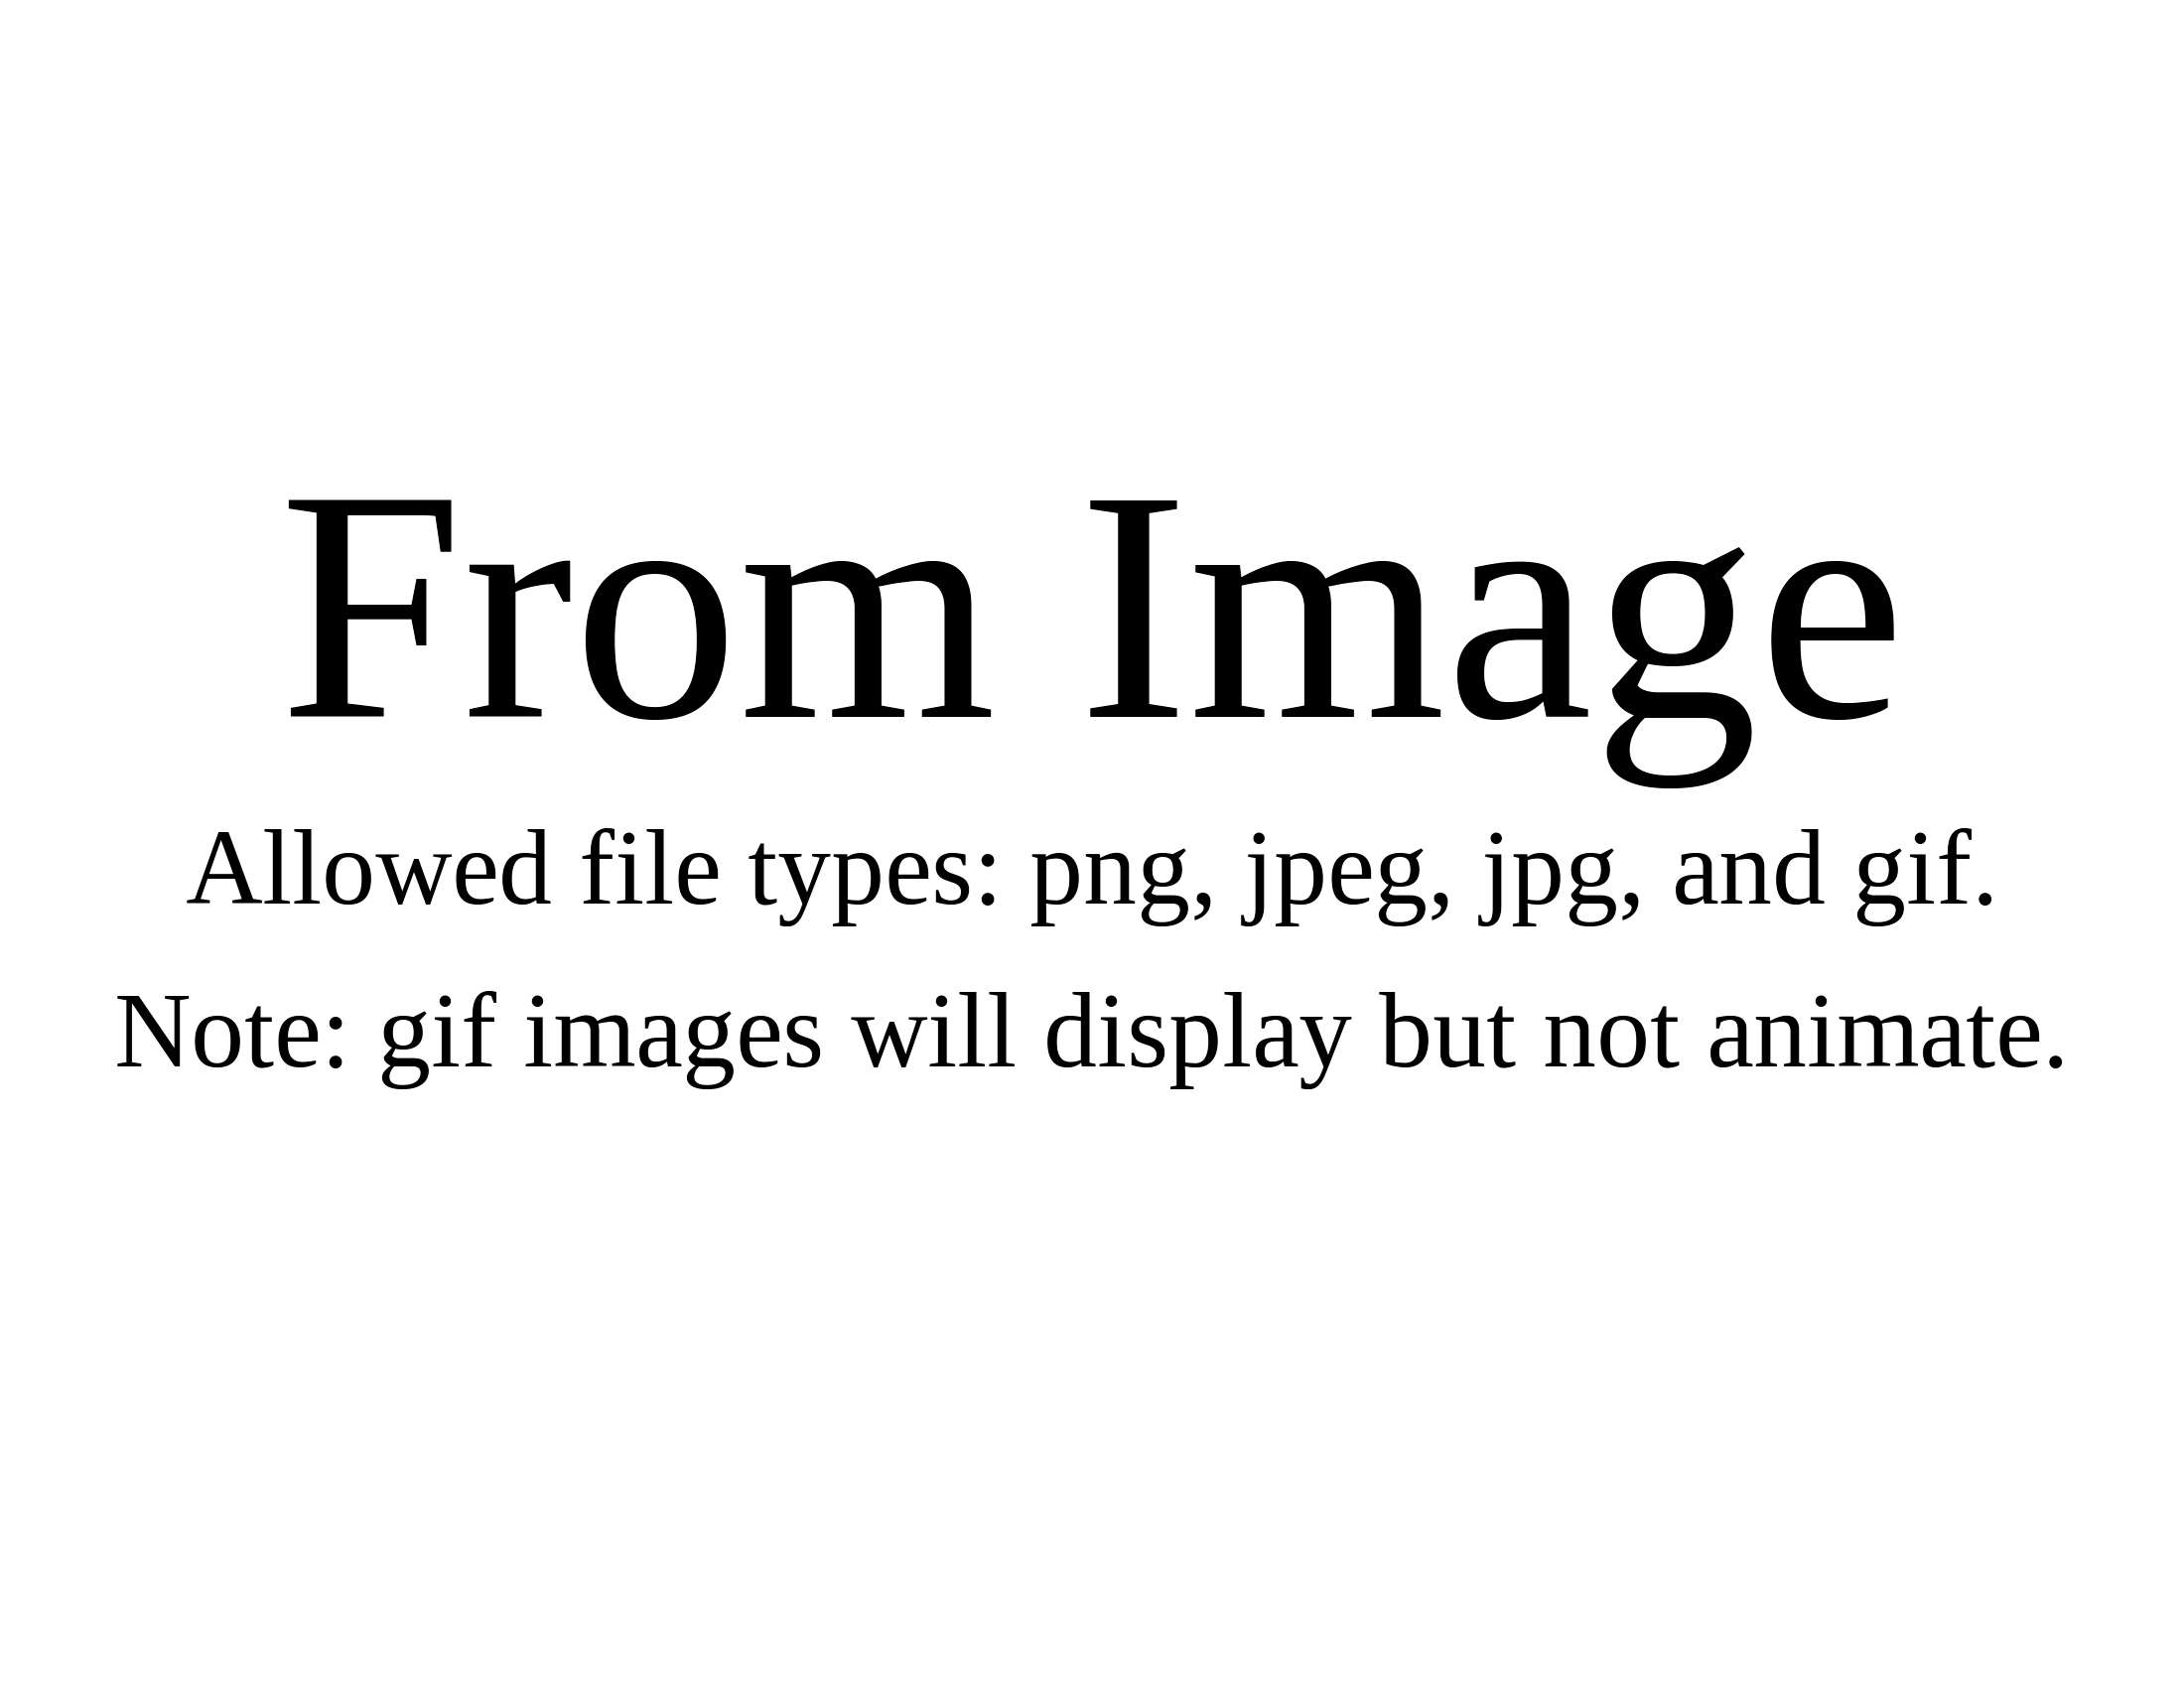 From Image
Allowed file types: png, jpeg, jpg, and gif.
Note: gif images will display but not animate.